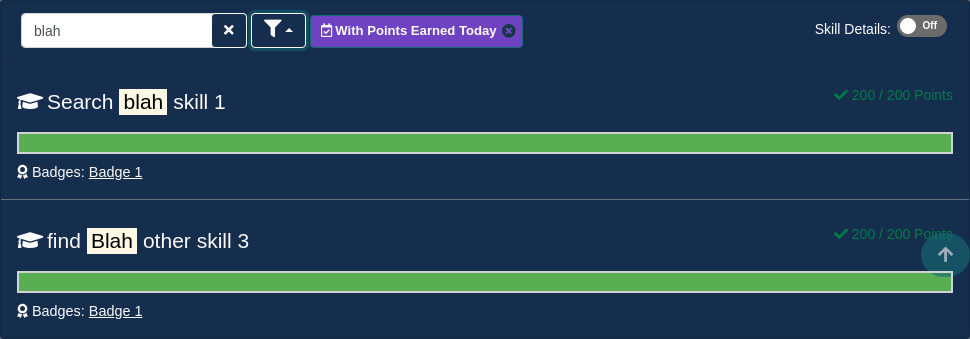 blah
With Points Earned Today
Skill Details: Off
Search blah skill 1
200 / 200 Points
Badges: Badge 1
find Blah other skill 3
200 / 200 Points
Badges: Badge 1